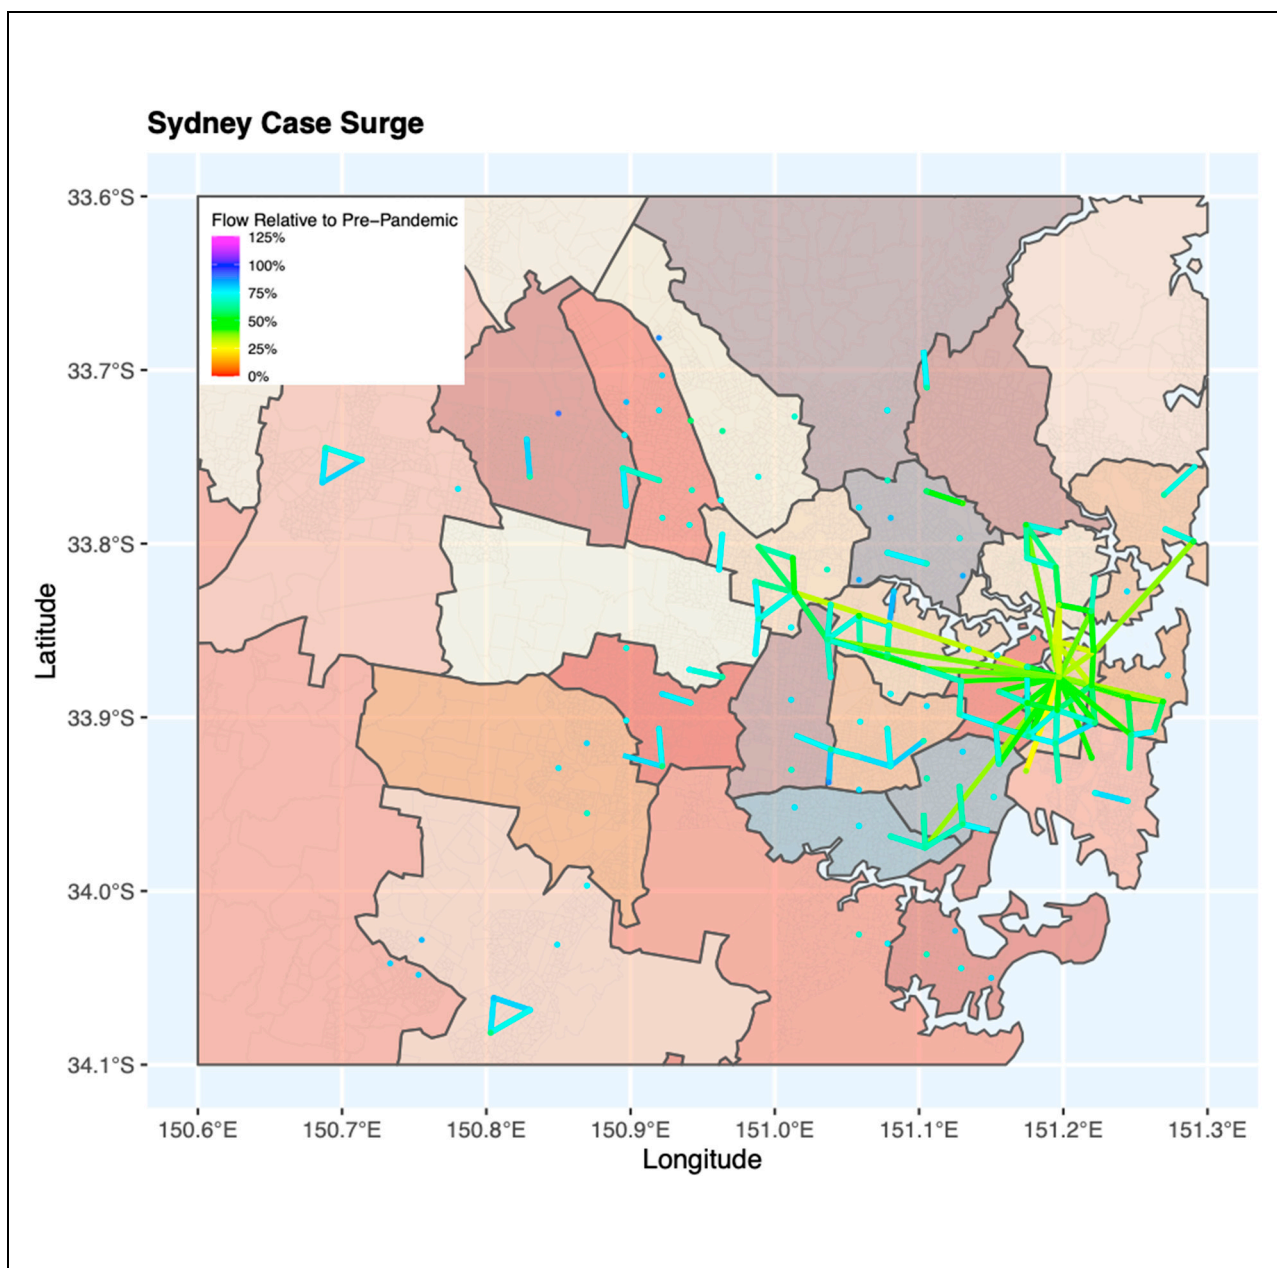 Sydney Case Surge
Flow Relative to Pre−Pandemic
125%
100%
75%
50%
25%
0%
33.6°S
33.7°S
33.8°S
33.9°S
34.0°S
34.1°S
Latitude
150.6°E 150.7°E 150.8°E 150.9°E 151.0°E 151.1°E 151.2°E 151.3°E
Longitude